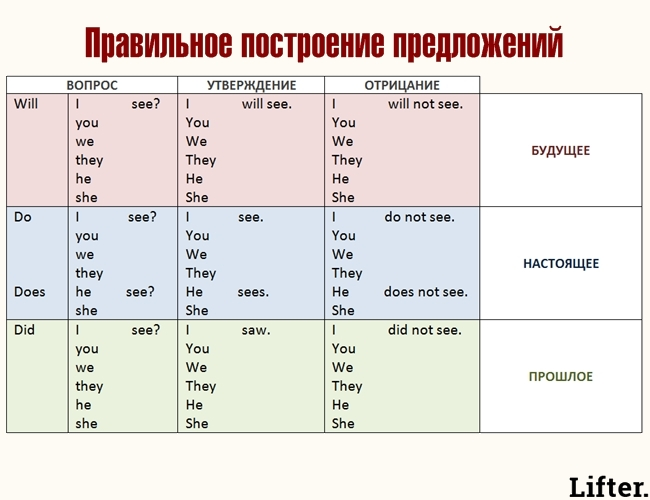 Правильное построение предложений
ВОПРОС УТВЕРЖДЕНИЕ ОТРИЦАНИЕ
Will I see? I will see. I will not see.
you You You
we We We
they They They БУДУЩЕЕ
he He He
she She She
Do I see? I see. I do not see.
you You You
we We We НАСТОЯЩЕЕ
they They They
Does he see? He sees. He does not see.
she She She
Did I see? I saw. I did not see.
you You You
we We We
they They They ПРОШЛОЕ
he He He
she She She
Lifter.